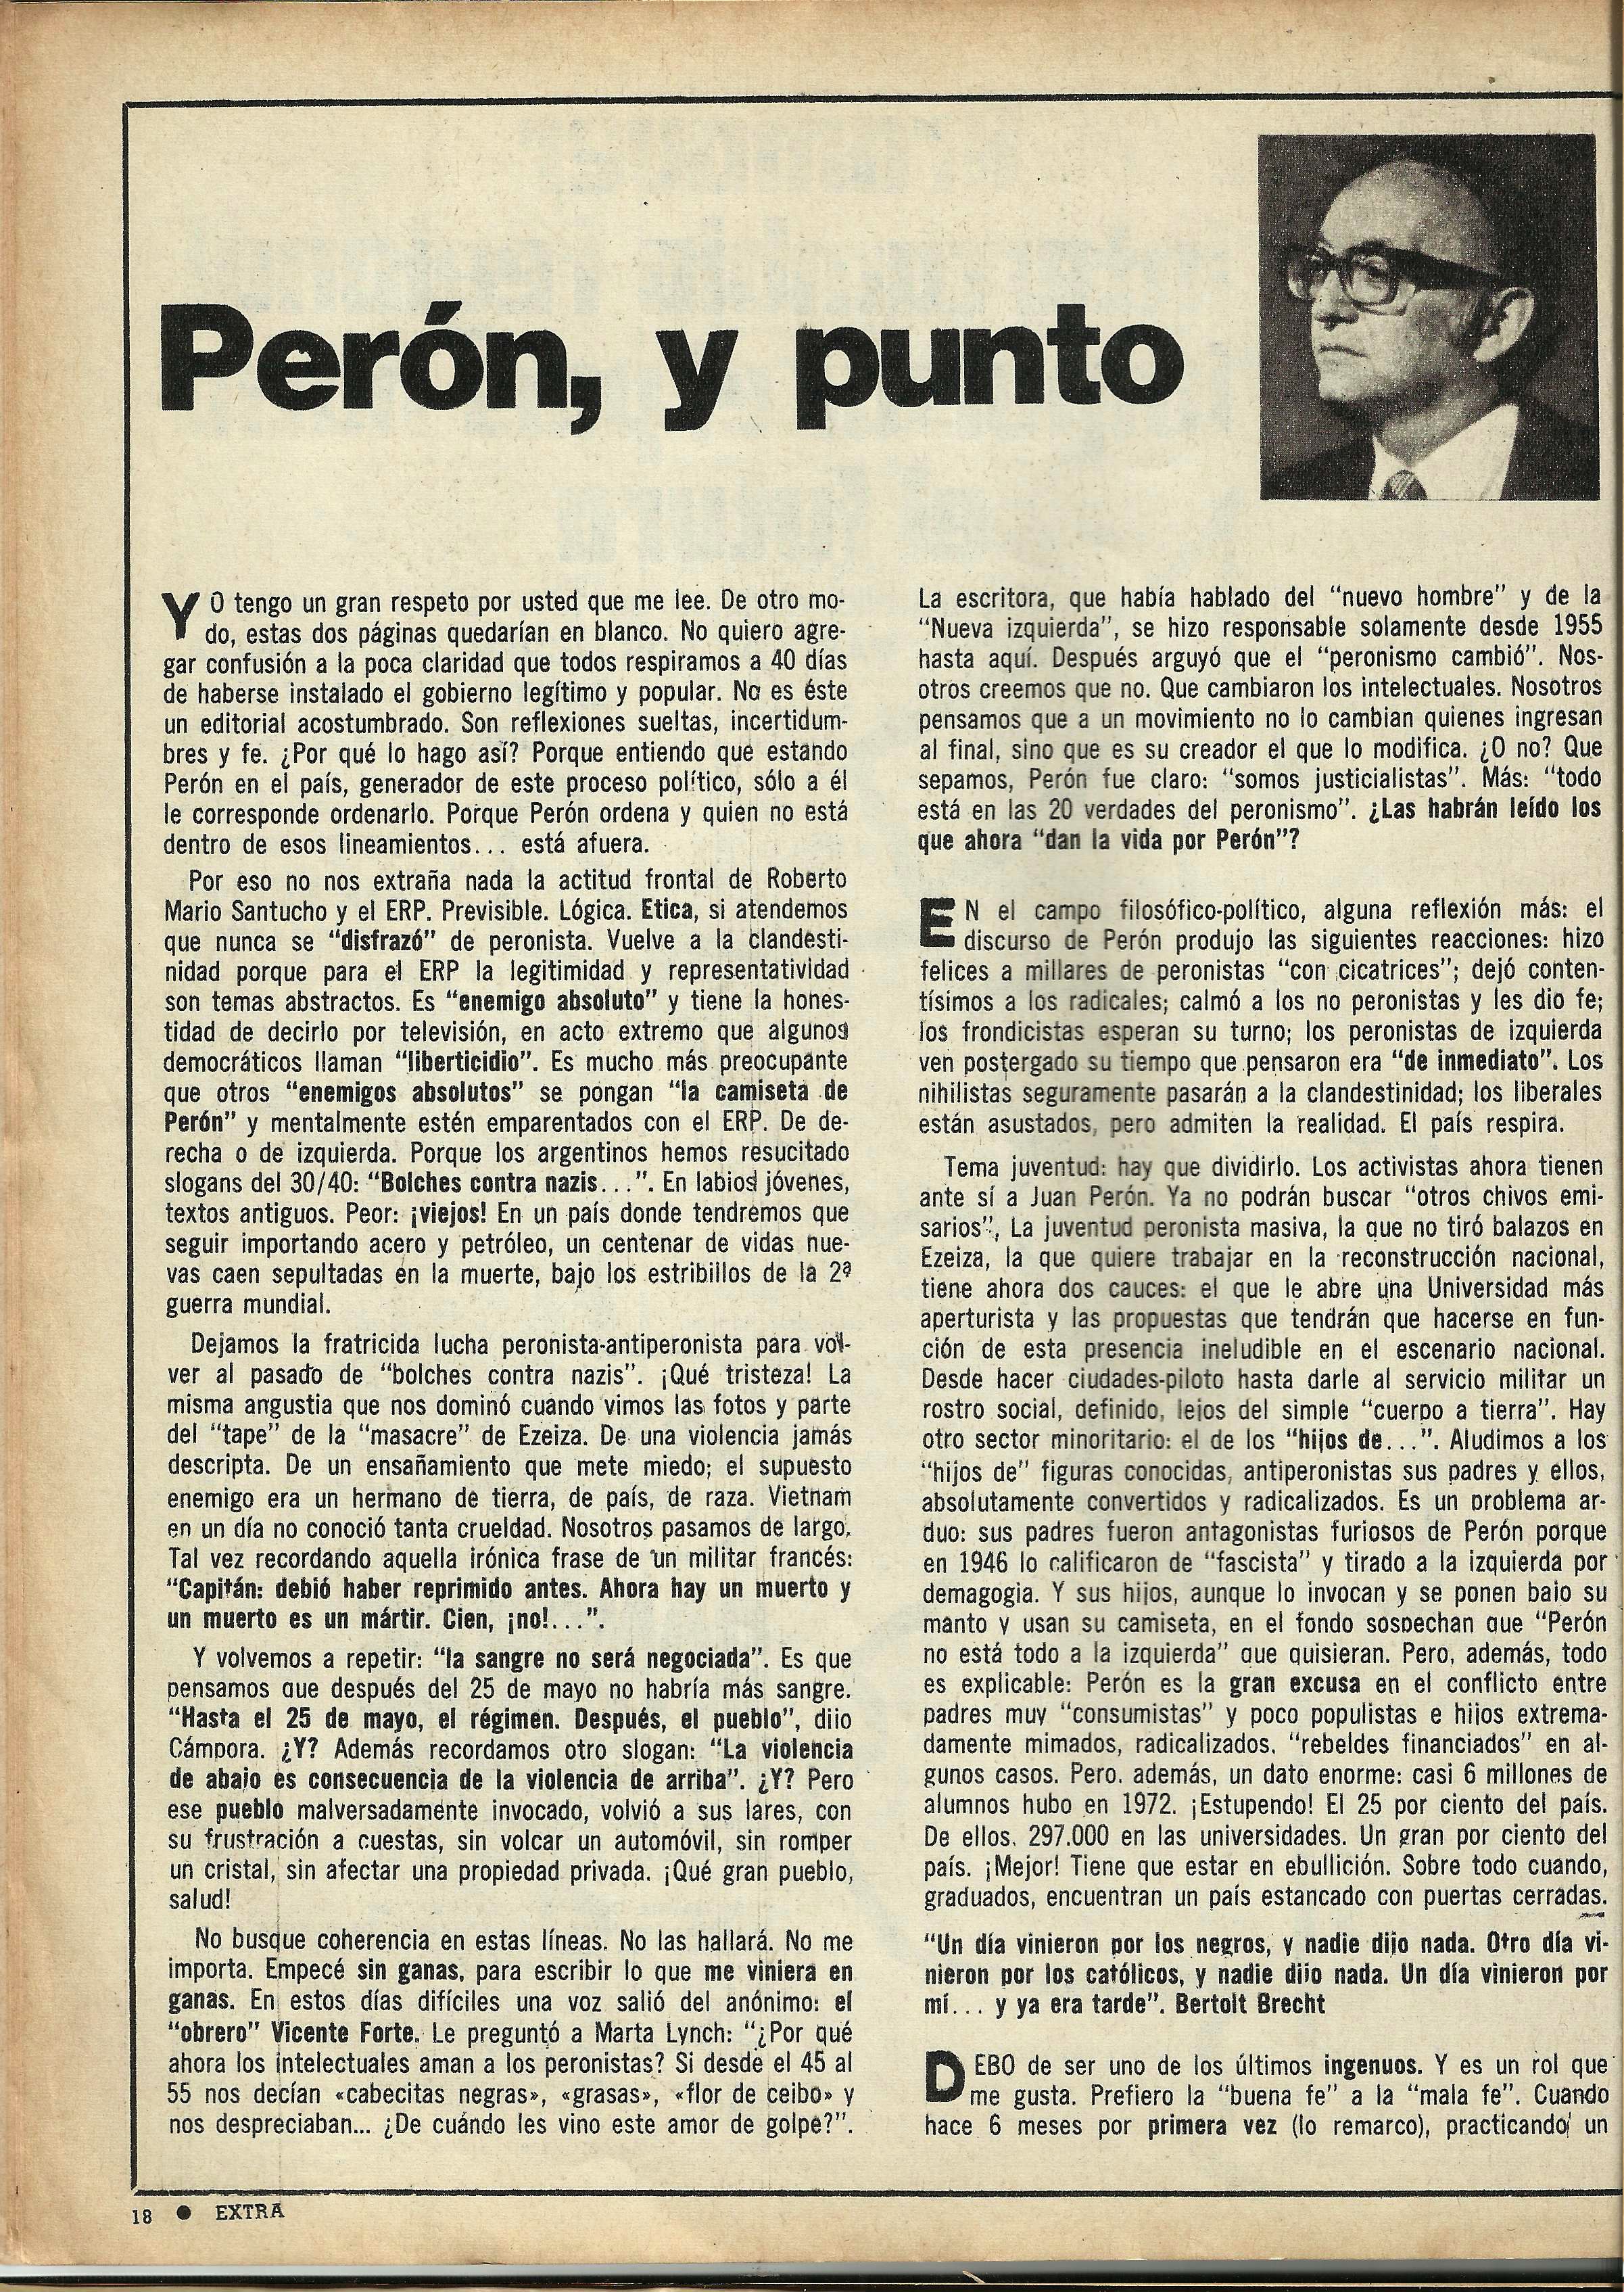 Perón, y punto
YO tengo un gran respeto por usted que me lee. De otro mo-
do, estas dos páginas quedarían en blanco. No quiero agre-
gar confusión a la poca claridad que todos respiramos a 40 días
de haberse instalado el gobierno legítimo y popular. No es éste
un editorial acostumbrado. Son reflexiones sueltas, incertidum-
bres y fe. ¿Por qué lo hago así? Porque entiendo que estando
Perón en el país, generador de este proceso político, sólo a él
le corresponde ordenarlo. Porque Perón ordena y quien no está
dentro de esos lineamientos... está afuera.
Por eso no nos extraña nada la actitud frontal de Roberto
Mario Santucho y el ERP. Previsible. Lógica. Etica, si atendemos
que nunca se "disfrazó" de peronista. Vuelve a la clandesti-
nidad porque para el ERP la legitimidad y representatividad
son temas abstractos. Es "enemigo absoluto" y tiene la hones-
tidad de decirlo por televisión, en acto extremo que algunos
democráticos llaman "liberticidio". Es mucho más preocupante
que otros "enemigos absolutos" se pongan "la camiseta de
Perón" y mentalmente estén emparentados con el ERP. De de-
recha o de izquierda. Porque los argentinos hemos resucitado
slogans del 30/40: "Bolches contra nazis...". En labios jóvenes,
textos antiguos. Peor: ¡viejos! En un país donde tendremos que
seguir importando acero y petróleo, un centenar de vidas nue-
vas caen sepultadas en la muerte, bajo los estribillos de la 2ª
guerra mundial.
Dejamos la fratricida lucha peronista-antiperonista para vol-
ver al pasado de "bolches contra nazis". ¡Qué tristeza! La
misma angustia que nos dominó cuando vimos las fotos y parte
del "tape" de la "masacre" de Ezeiza. De una violencia jamás
descripta. De un ensañamiento que mete miedo; el supuesto
enemigo era un hermano de tierra, de país, de raza. Vietnam
en un día no conoció tanta crueldad. Nosotros pasamos de largo.
Tal vez recordando aquella irónica frase de un militar francés:
"Capitán: debió haber reprimido antes. Ahora hay un muerto y
un muerto es un mártir. Cien, ¡no!...".
Y volvemos a repetir: "la sangre no será negociada". Es que
pensamos que después del 25 de mayo no habría más sangre.
"Hasta el 25 de mayo, el régimen. Después, el pueblo", dijo
Cámpora. ¿Y? Además recordamos otro slogan: "La violencia
de abajo es consecuencia de la violencia de arriba". ¿Y? Pero
ese pueblo malversadamente invocado, volvió a sus lares, con
su frustración a cuestas, sin volcar un automóvil, sin romper
un cristal, sin afectar una propiedad privada. ¡Qué gran pueblo,
salud!
No busque coherencia en estas líneas. No las hallará. No me
importa. Empecé sin ganas, para escribir lo que me viniera en
ganas. En estos días difíciles una voz salió del anónimo: el
"obrero" Vicente Forte. Le preguntó a Marta Lynch: "¿Por qué
ahora los intelectuales aman a los peronistas? Si desde el 45 al
55 nos decían «cabecitas negras», «grasas», «flor de ceibo» y
nos despreciaban... ¿De cuándo les vino este amor de golpe?".
La escritora, que había hablado del "nuevo hombre" y de la
"Nueva izquierda", se hizo responsable solamente desde 1955
hasta aquí. Después arguyó que el "peronismo cambió". Nos-
otros creemos que no. Que cambiaron los intelectuales. Nosotros
pensamos que a un movimiento no lo cambian quienes ingresan
al final, sino que es su creador el que lo modifica. ¿O no? Que
sepamos, Perón fue claro: "somos justicialistas". Más: "todo
está en las 20 verdades del peronismo". ¿Las habrán leído los
que ahora "dan la vida por Perón"?
EN el campo filosófico-político, alguna reflexión más: el
discurso de Perón produjo las siguientes reacciones: hizo
felices a millares de peronistas "con cicatrices"; dejó conten-
tísimos a los radicales; calmó a los no peronistas y les dio fe;
los frondicistas esperan su turno; los peronistas de izquierda
ven postergado su tiempo que pensaron era "de inmediato". Los
nihilistas seguramente pasarán a la clandestinidad; los liberales
están asustados, pero admiten la realidad. El país respira.
Tema juventud: hay que dividirlo. Los activistas ahora tienen
ante sí a Juan Perón. Ya no podrán buscar "otros chivos emi-
sarios", La juventud peronista masiva, la que no tiró balazos en
Ezeiza, la que quiere trabajar en la reconstrucción nacional,
tiene ahora dos cauces: el que le abre una Universidad más
aperturista y las propuestas que tendrán que hacerse en fun-
ción de esta presencia ineludible en el escenario nacional.
Desde hacer ciudades-piloto hasta darle al servicio militar un
rostro social, definido, lejos del simple "cuerpo a tierra". Hay
otro sector minoritario: el de los "hijos de...". Aludimos a los
"hijos de" figuras conocidas, antiperonistas sus padres y ellos,
absolutamente convertidos y radicalizados. Es un problema ar-
duo: sus padres fueron antagonistas furiosos de Perón porque
en 1946 lo calificaron de "fascista" y tirado a la izquierda por
demagogia. Y sus hijos, aunque lo invocan y se ponen bajo su
manto y usan su camiseta, en el fondo sospechan que "Perón
no está todo a la izquierda" que quisieran. Pero, además, todo
es explicable: Perón es la gran excusa en el conflicto entre
padres muy "consumistas" y poco populistas e hijos extrema-
damente mimados, radicalizados, "rebeldes financiados" en al-
gunos casos. Pero, además, un dato enorme: casi 6 millones de
alumnos hubo en 1972. ¡Estupendo! El 25 por ciento del país.
De ellos, 297.000 en las universidades. Un gran por ciento del
país. ¡Mejor! Tiene que estar en ebullición. Sobre todo cuando,
graduados, encuentran un país estancado con puertas cerradas.
"Un día vinieron por los negros, y nadie dijo nada. Otro día vi-
nieron por los católicos, y nadie dijo nada. Un día vinieron por
mí... y ya era tarde". Bertolt Brecht
DEBO de ser uno de los últimos ingenuos. Y es un rol que
me gusta. Prefiero la "buena fe" a la "mala fe". Cuando
hace 6 meses por primera vez (lo remarco), practicando un
18 ● EXTRA